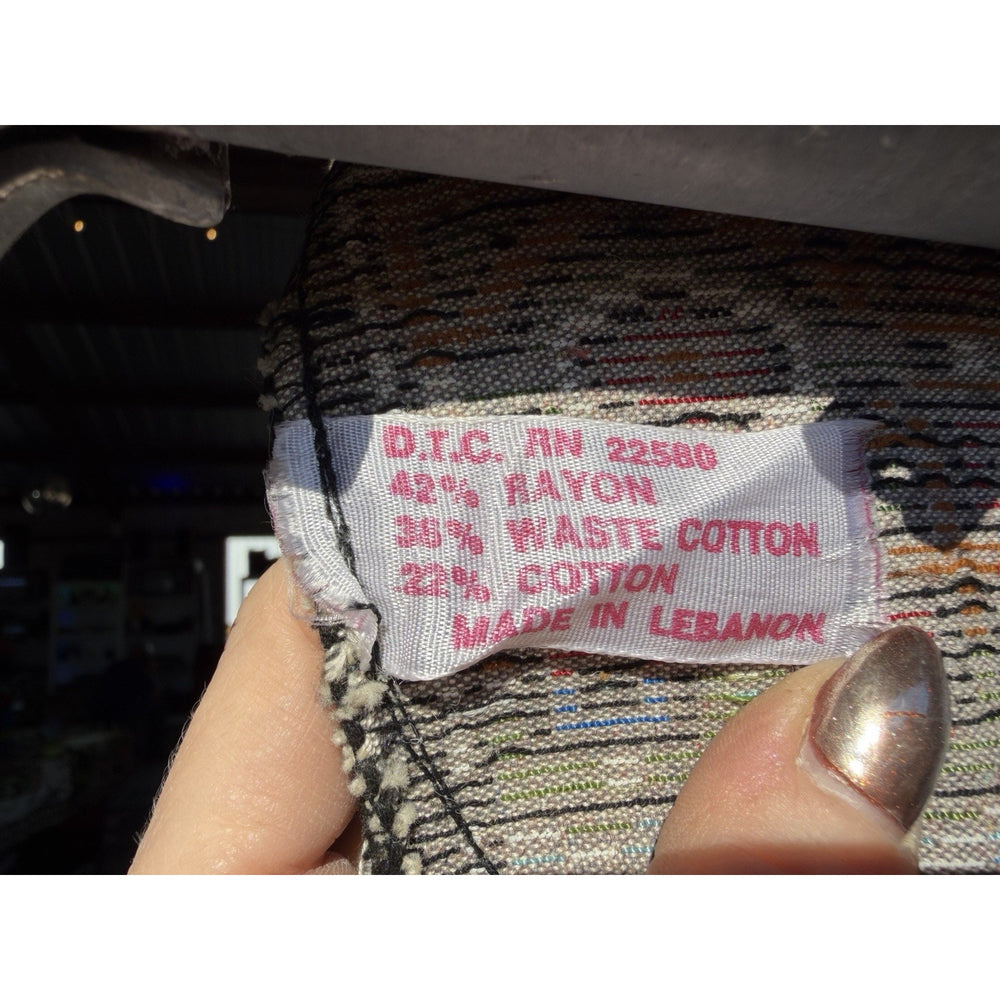 D.T.C. RN 22580
42% RAYON
36% WASTE COTTON
22% COTTON
MADE IN LEBANON